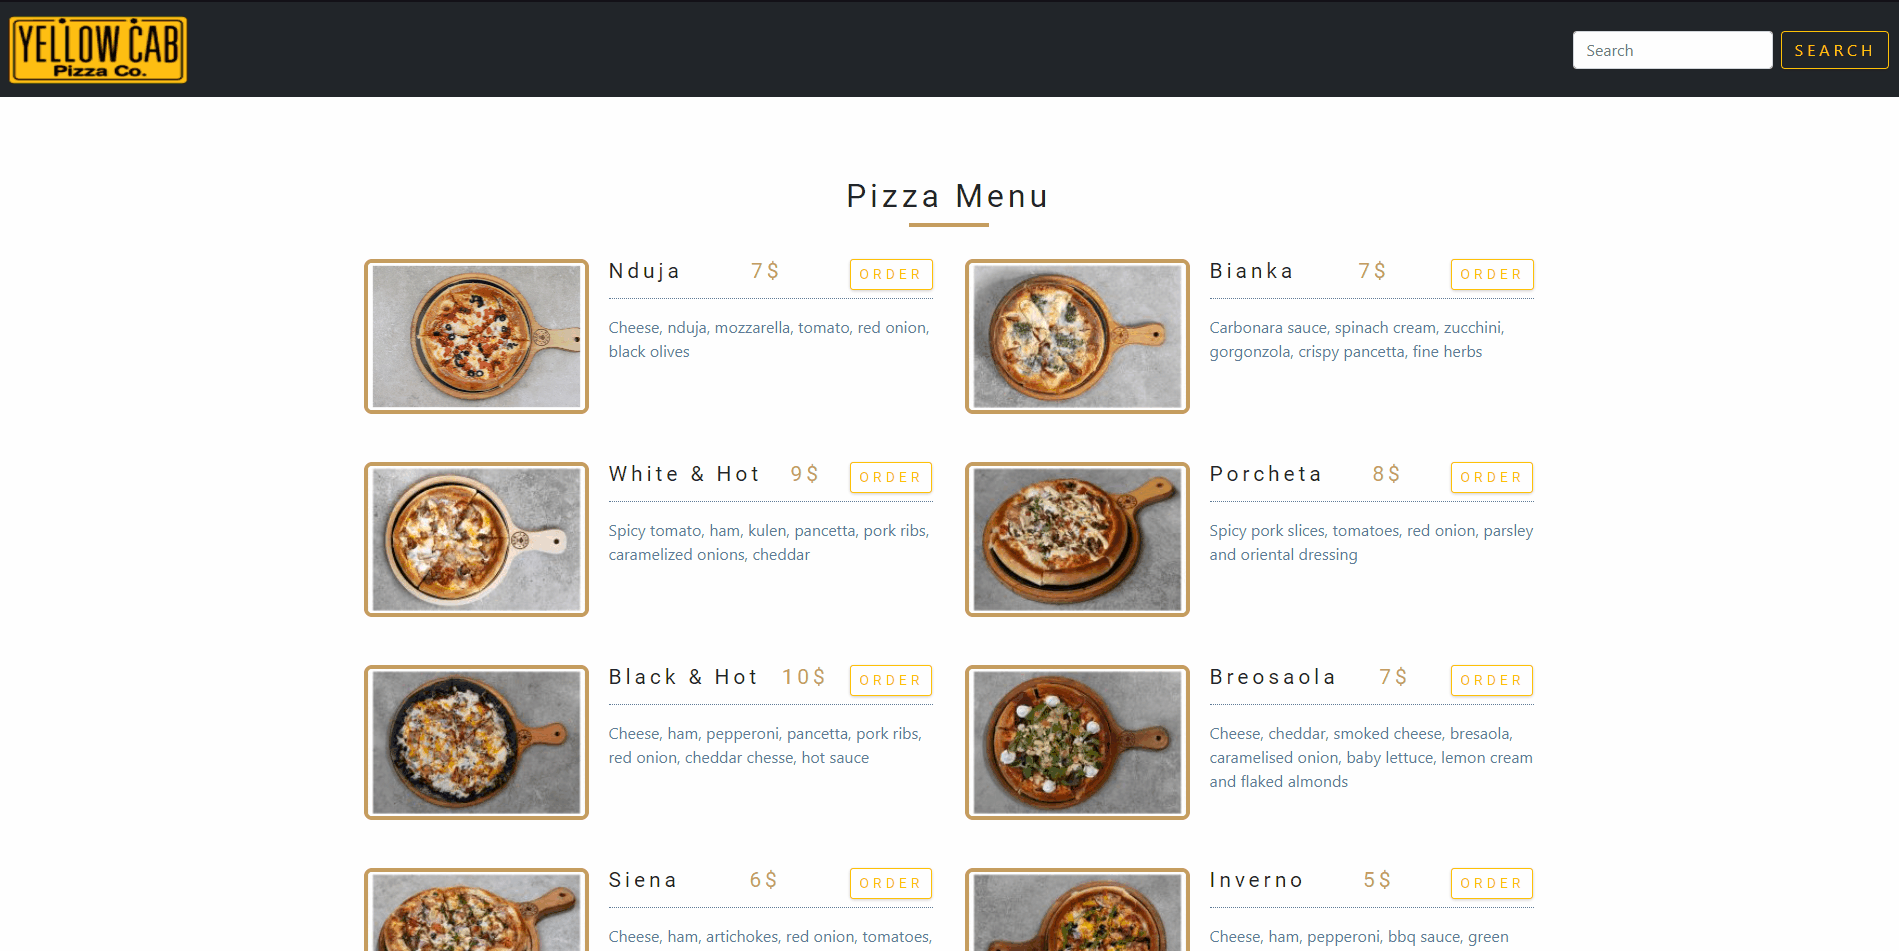 YELLOW CAB
Pizza Co.
Search
SEARCH
Pizza Menu
Nduja 7$ ORDER
Cheese, nduja, mozzarella, tomato, red onion,
black olives
Bianka 7$ ORDER
Carbonara sauce, spinach cream, zucchini,
gorgonzola, crispy pancetta, fine herbs
White & Hot 9$ ORDER
Spicy tomato, ham, kulen, pancetta, pork ribs,
caramelized onions, cheddar
Porcheta 8$ ORDER
Spicy pork slices, tomatoes, red onion, parsley
and oriental dressing
Black & Hot 10$ ORDER
Cheese, ham, pepperoni, pancetta, pork ribs,
red onion, cheddar chesse, hot sauce
Breosaola 7$ ORDER
Cheese, cheddar, smoked cheese, bresaola,
caramelised onion, baby lettuce, lemon cream
and flaked almonds
Siena 6$ ORDER
Cheese, ham, artichokes, red onion, tomatoes,
Inverno 5$ ORDER
Cheese, ham, pepperoni, bbq sauce, green